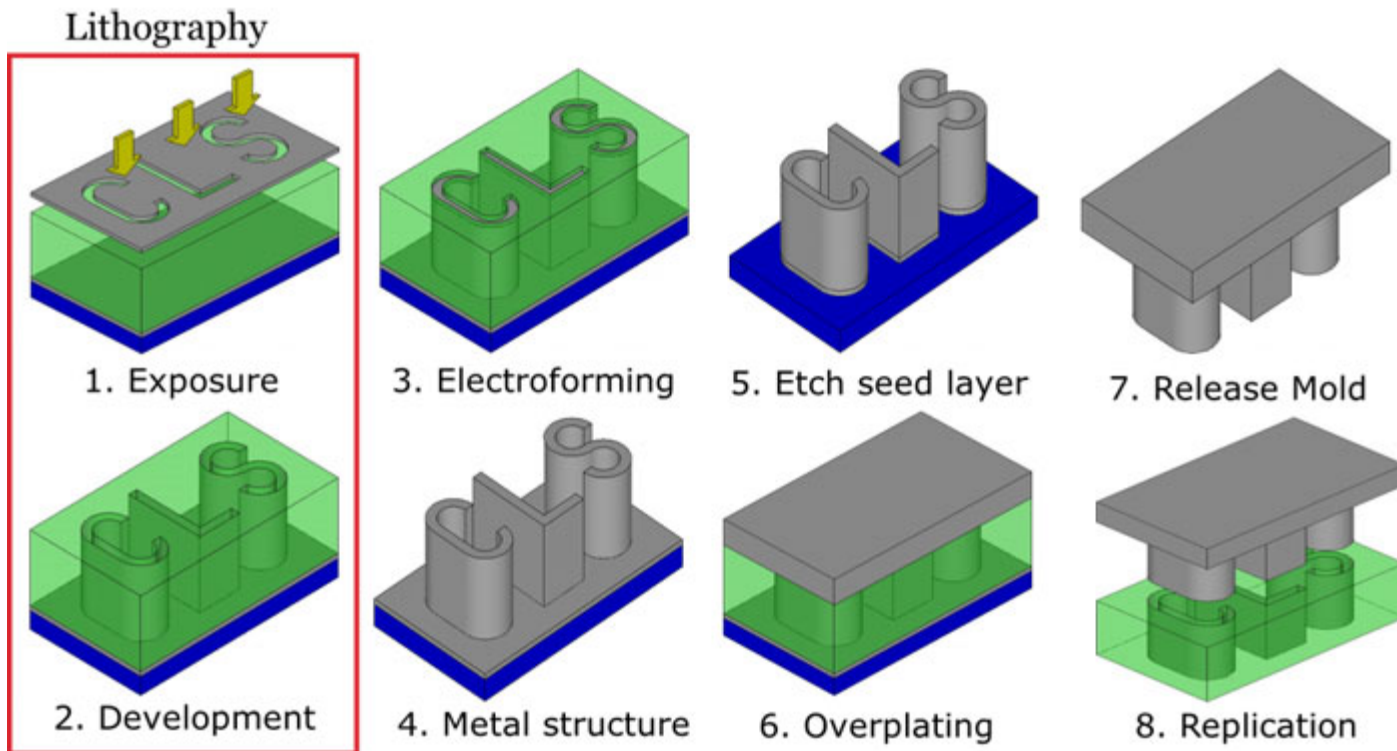 Lithography
C L S
1. Exposure
2. Development
3. Electroforming
4. Metal structure
5. Etch seed layer
6. Overplating
7. Release Mold
8. Replication